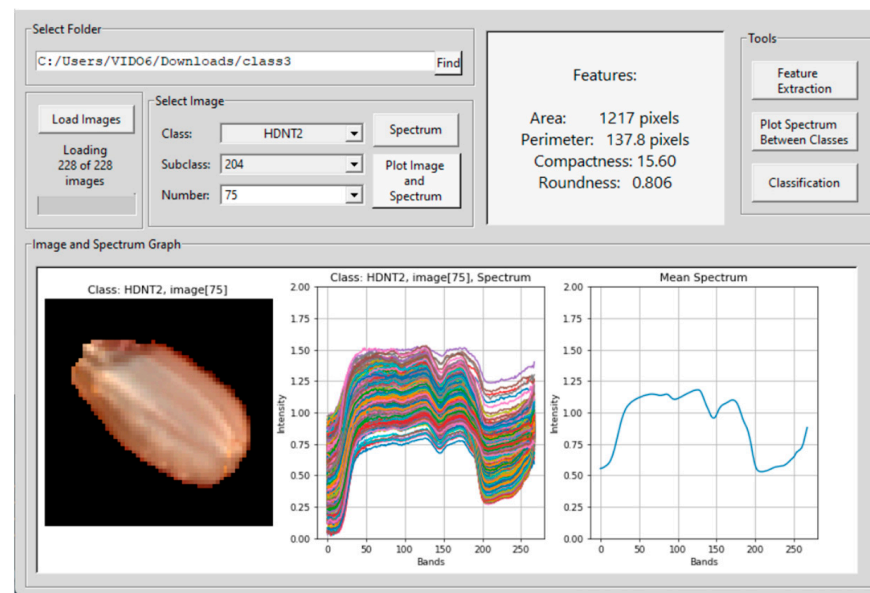 Select Folder
C:/Users/VIDO6/Downloads/class3
Find
Load Images
Loading
228 of 228
images
Select Image
Class:
HDNT2
Subclass:
204
Number:
75
Spectrum
Plot Image
and
Spectrum
Features:
Area: 1217 pixels
Perimeter: 137.8 pixels
Compactness: 15.60
Roundness: 0.806
Tools
Feature
Extraction
Plot Spectrum
Between Classes
Classification
Image and Spectrum Graph
Class: HDNT2, image[75]
Class: HDNT2, image[75], Spectrum
2.00
1.75
1.50
1.25
1.00
0.75
0.50
0.25
0.00
Intensity
0 50 100 150 200 250
Bands
Mean Spectrum
2.00
1.75
1.50
1.25
1.00
0.75
0.50
0.25
0.00
Intensity
0 50 100 150 200 250
Bands